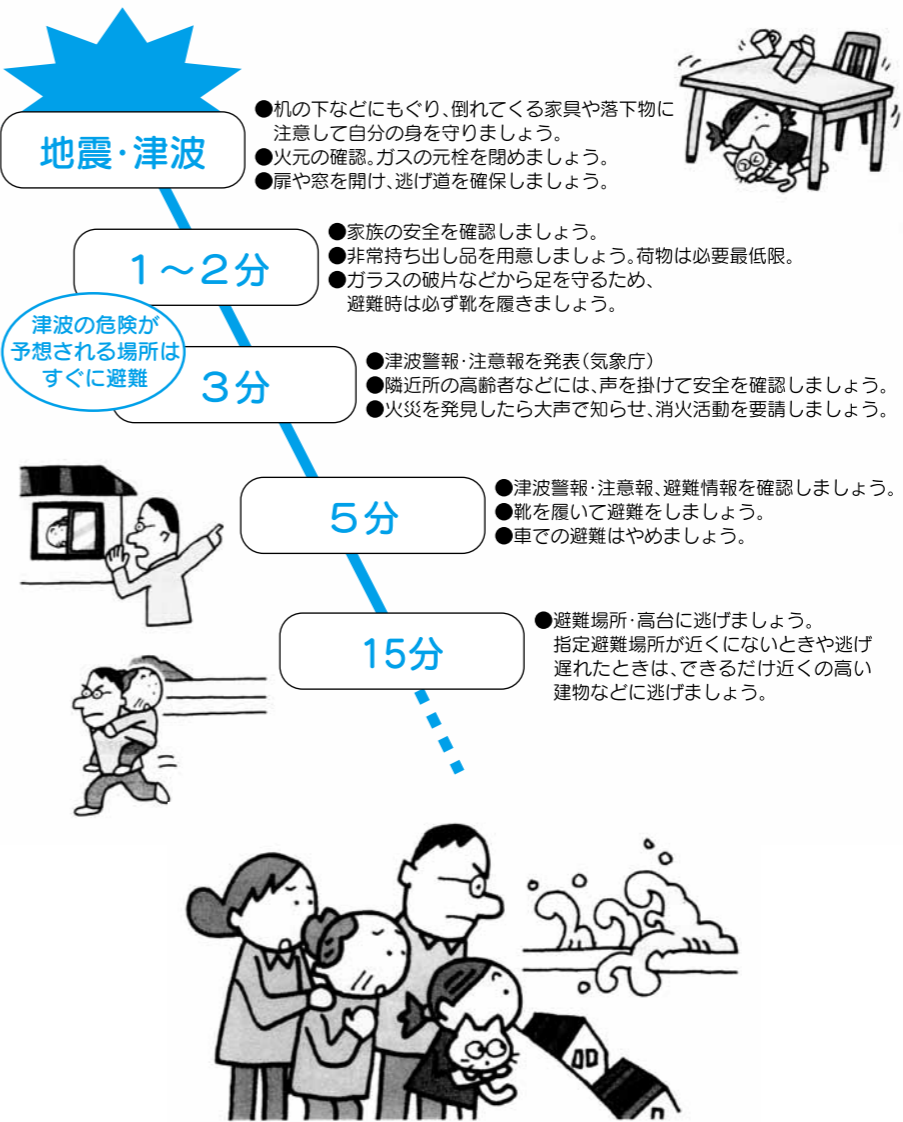 地震・津波
●机の下などにもぐり、倒れてくる家具や落下物に
注意して自分の身を守りましょう。
●火元の確認。ガスの元栓を閉めましょう。
●扉や窓を開け、逃げ道を確保しましょう。
1～2分
●家族の安全を確認しましょう。
●非常持ち出し品を用意しましょう。荷物は必要最低限。
●ガラスの破片などから足を守るため、
避難時は必ず靴を履きましょう。
津波の危険が
予想される場所は
すぐに避難
3分
●津波警報・注意報を発表（気象庁）
●隣近所の高齢者などには、声を掛けて安全を確認しましょう。
●火災を発見したら大声で知らせ、消火活動を要請しましょう。
5分
●津波警報・注意報、避難情報を確認しましょう。
●靴を履いて避難をしましょう。
●車での避難はやめましょう。
15分
●避難場所・高台に逃げましょう。
指定避難場所が近くにないときや逃げ
遅れたときは、できるだけ近くの高い
建物などに逃げましょう。